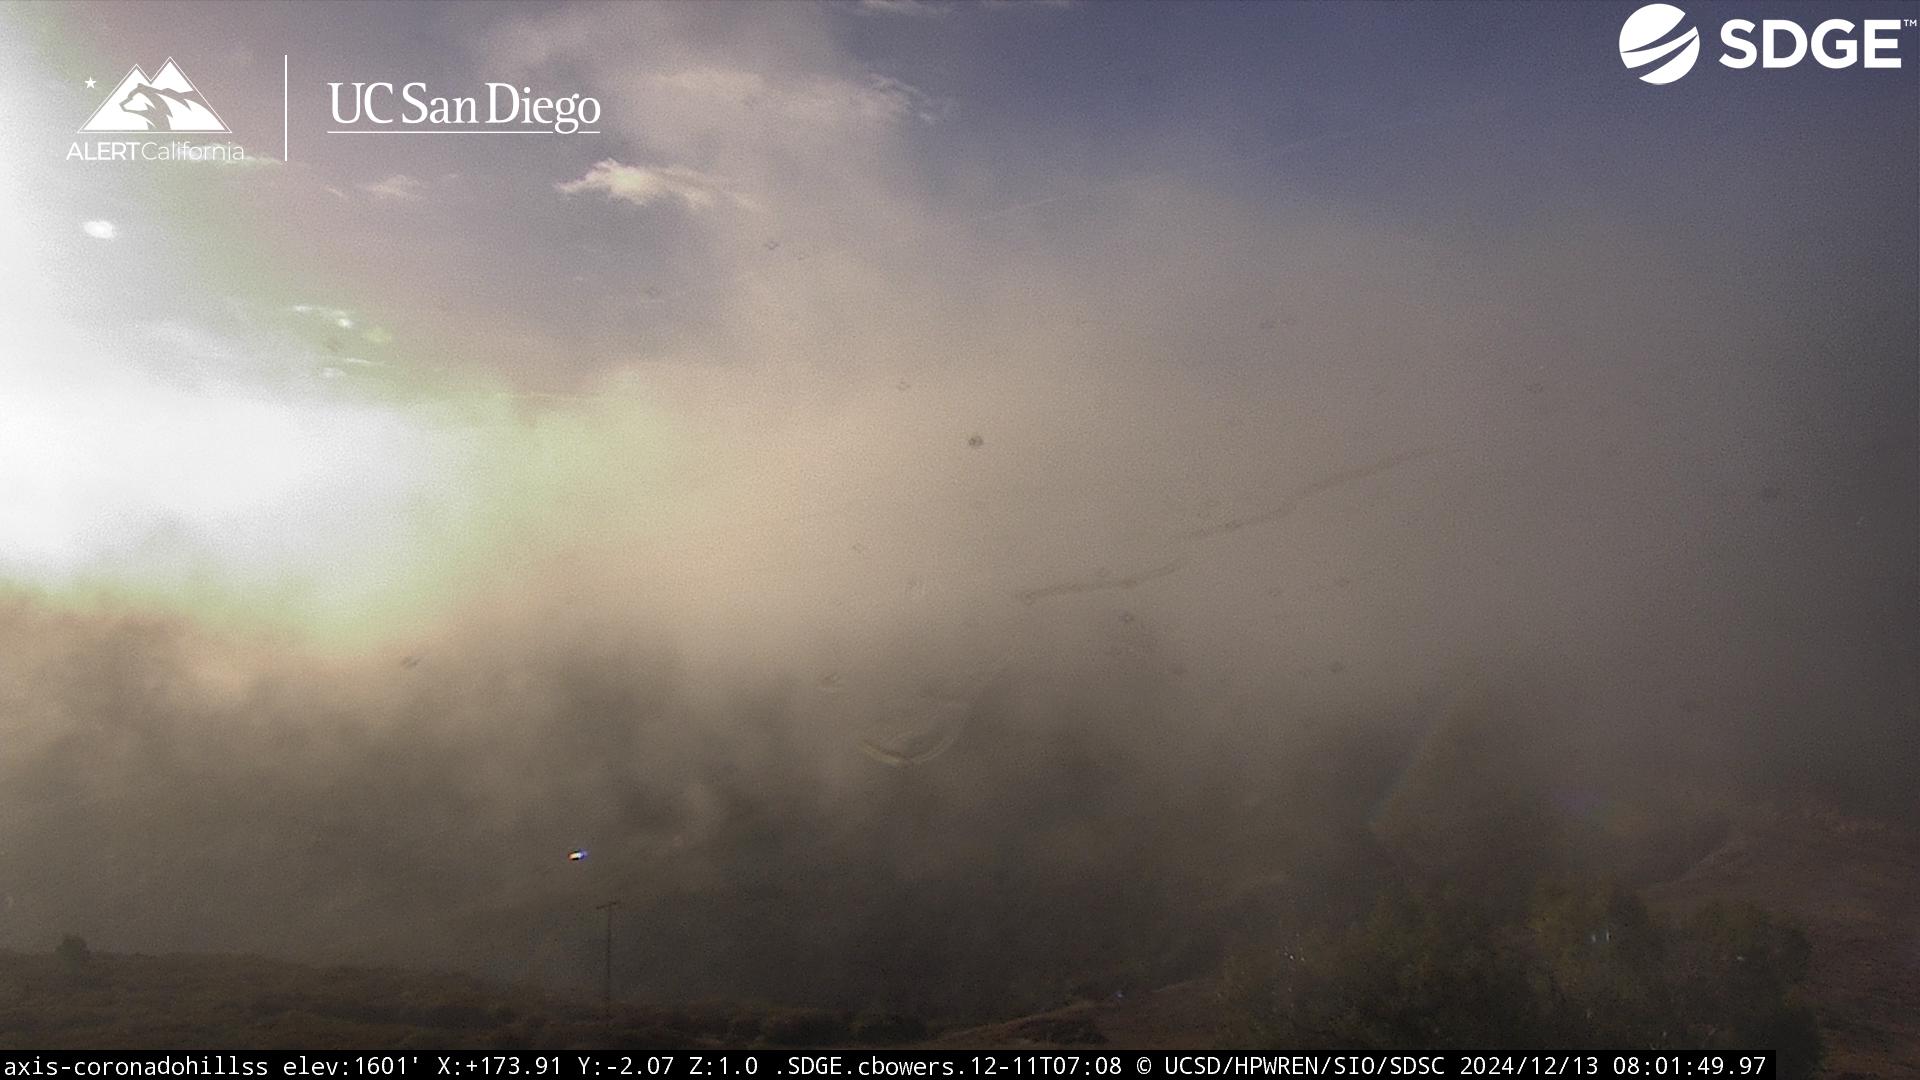 ALERTCalifornia
UC San Diego
SDGE™
axis-coronadohillss elev:1601' X:+173.91 Y:-2.07 Z:1.0 .SDGE.cbowers.12-11T07:08 © UCSD/HPWREN/SIO/SDSC 2024/12/13 08:01:49.97